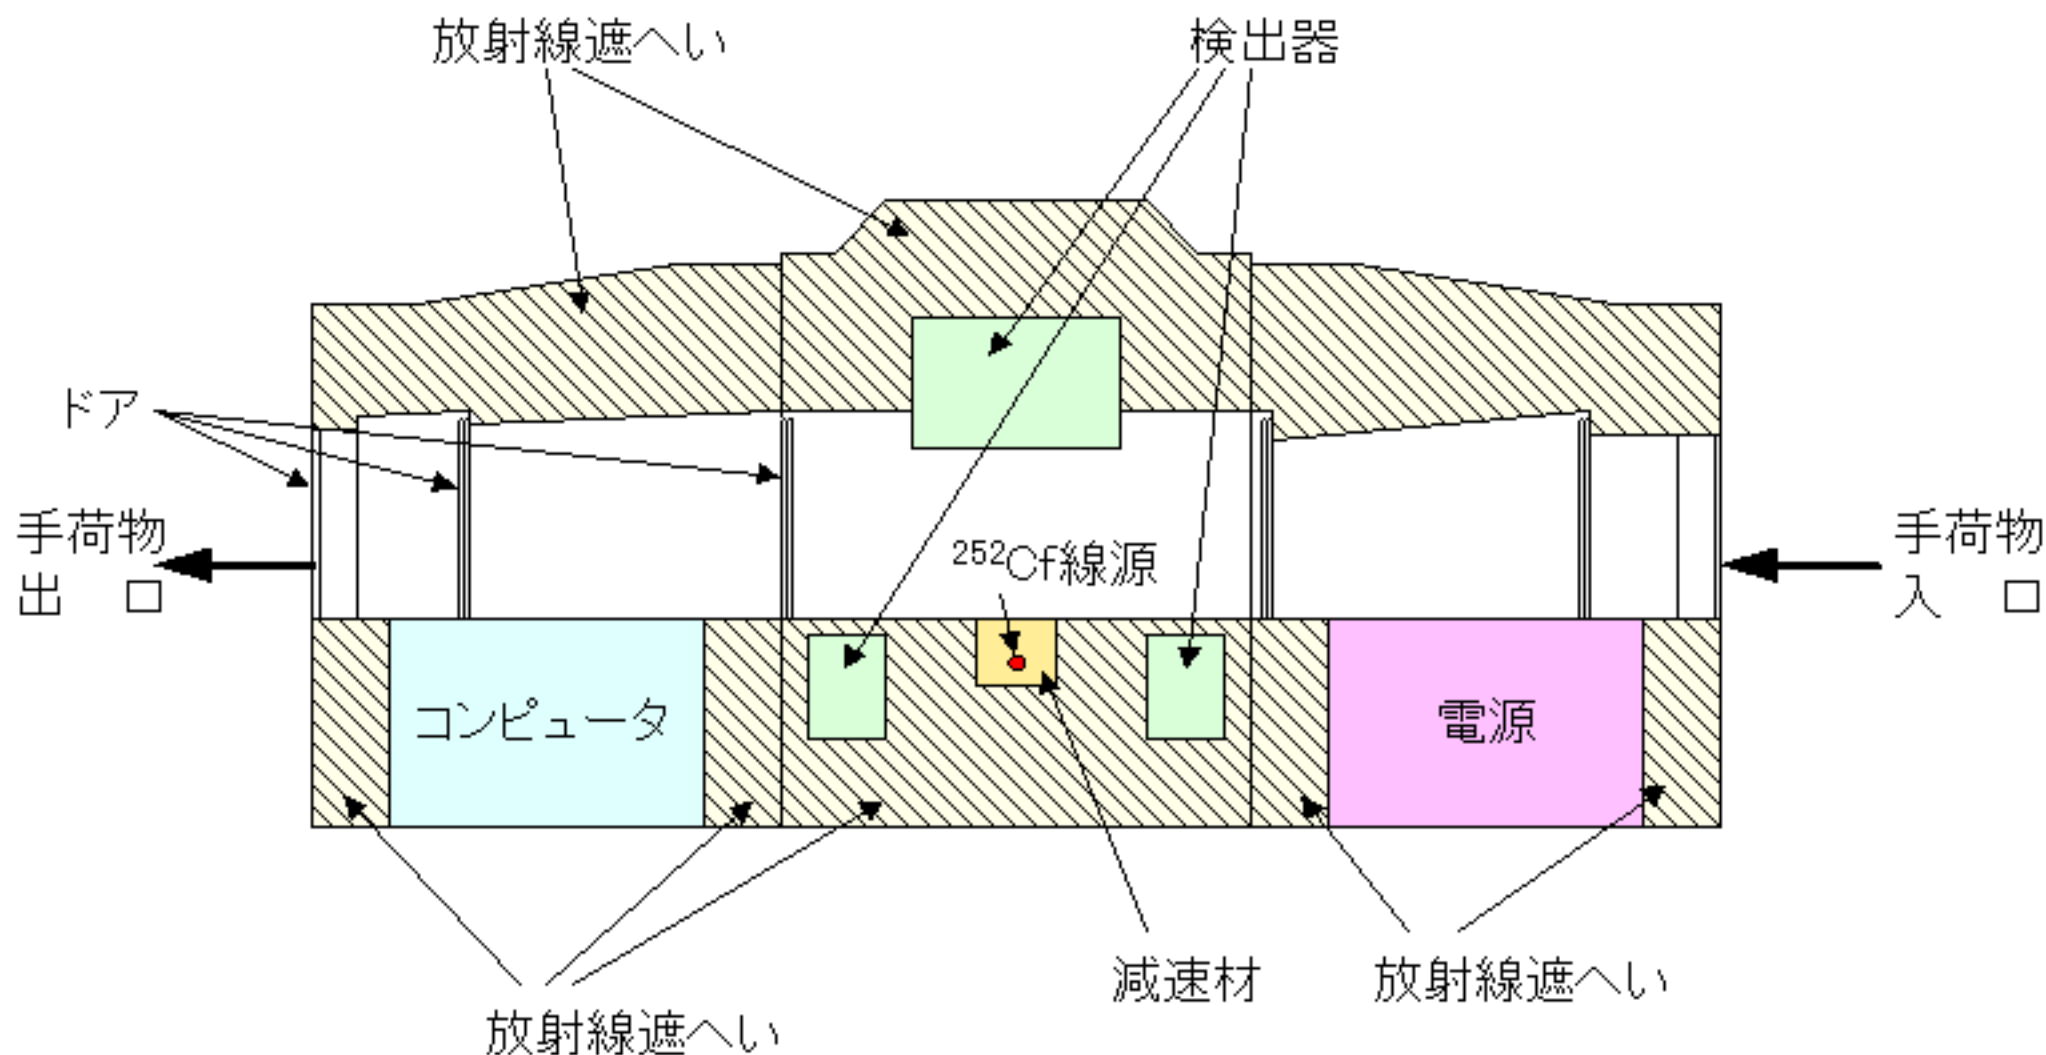 放射線遮へい
検出器
ドア
手荷物
出 口
²⁵²Cf線源
手荷物
入 口
コンピュータ
電源
減速材
放射線遮へい
放射線遮へい